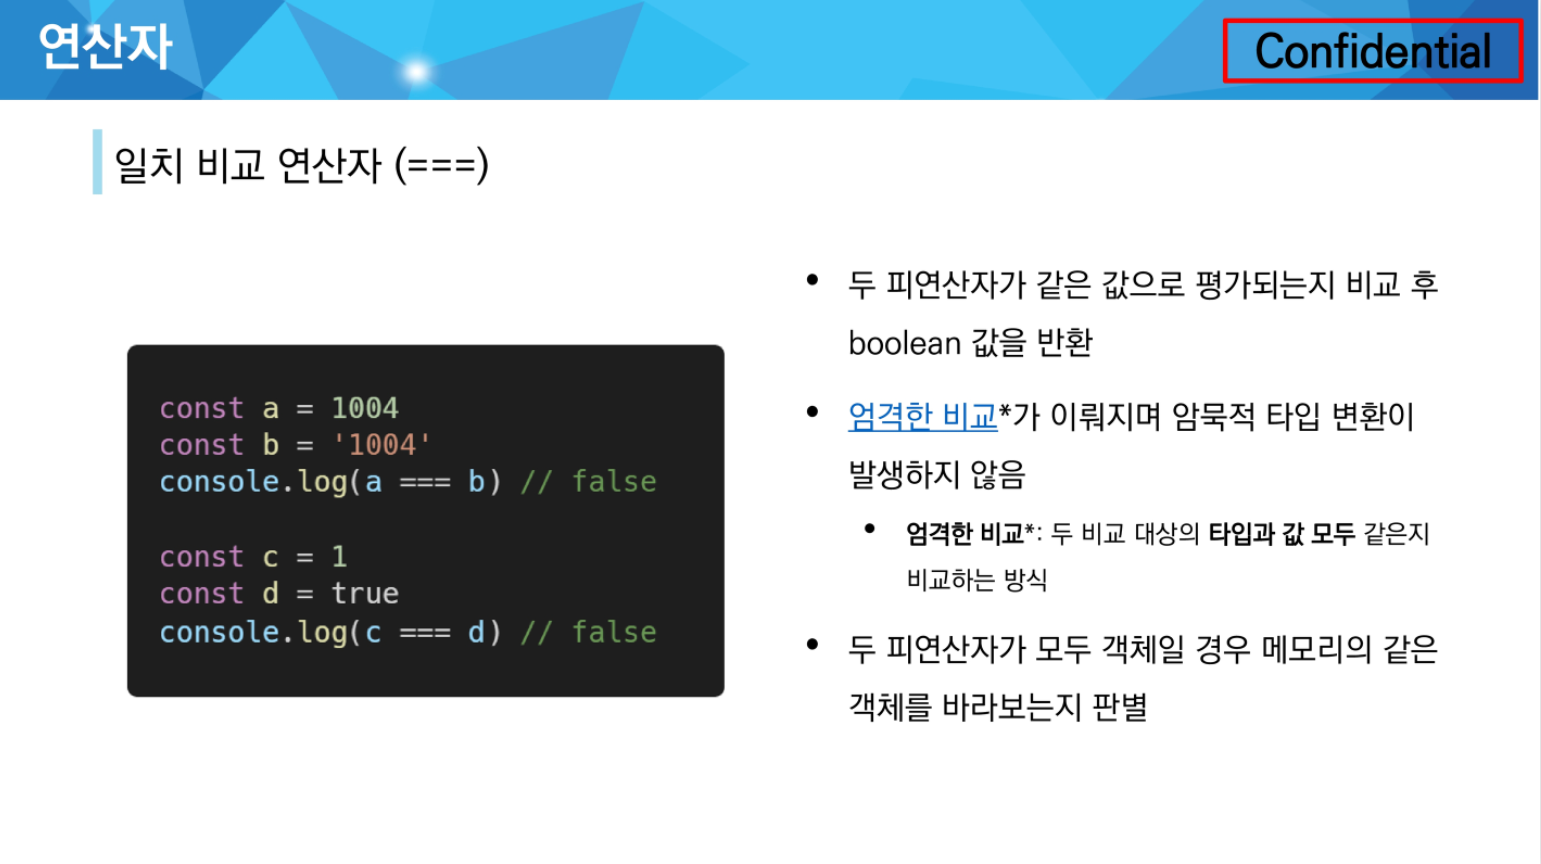 연산자
Confidential
일치 비교 연산자 (===)
const a = 1004
const b = '1004'
console.log(a === b) // false
const c = 1
const d = true
console.log(c === d) // false
• 두 피연산자가 같은 값으로 평가되는지 비교 후
boolean 값을 반환
• 엄격한 비교*가 이뤄지며 암묵적 타입 변환이
발생하지 않음
• 엄격한 비교*: 두 비교 대상의 타입과 값 모두 같은지
비교하는 방식
• 두 피연산자가 모두 객체일 경우 메모리의 같은
객체를 바라보는지 판별